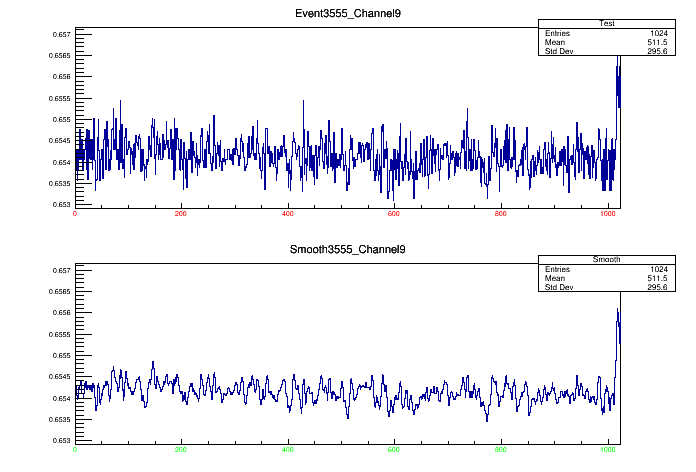 Event3555_Channel9
Test
Entries 1024
Mean 511.5
Std Dev 295.6
0.657
0.6565
0.656
0.6555
0.655
0.6545
0.654
0.6535
0.653
0 200 400 600 800 1000
Smooth3555_Channel9
Smooth
Entries 1024
Mean 511.5
Std Dev 295.6
0.657
0.6565
0.656
0.6555
0.655
0.6545
0.654
0.6535
0.653
0 200 400 600 800 1000